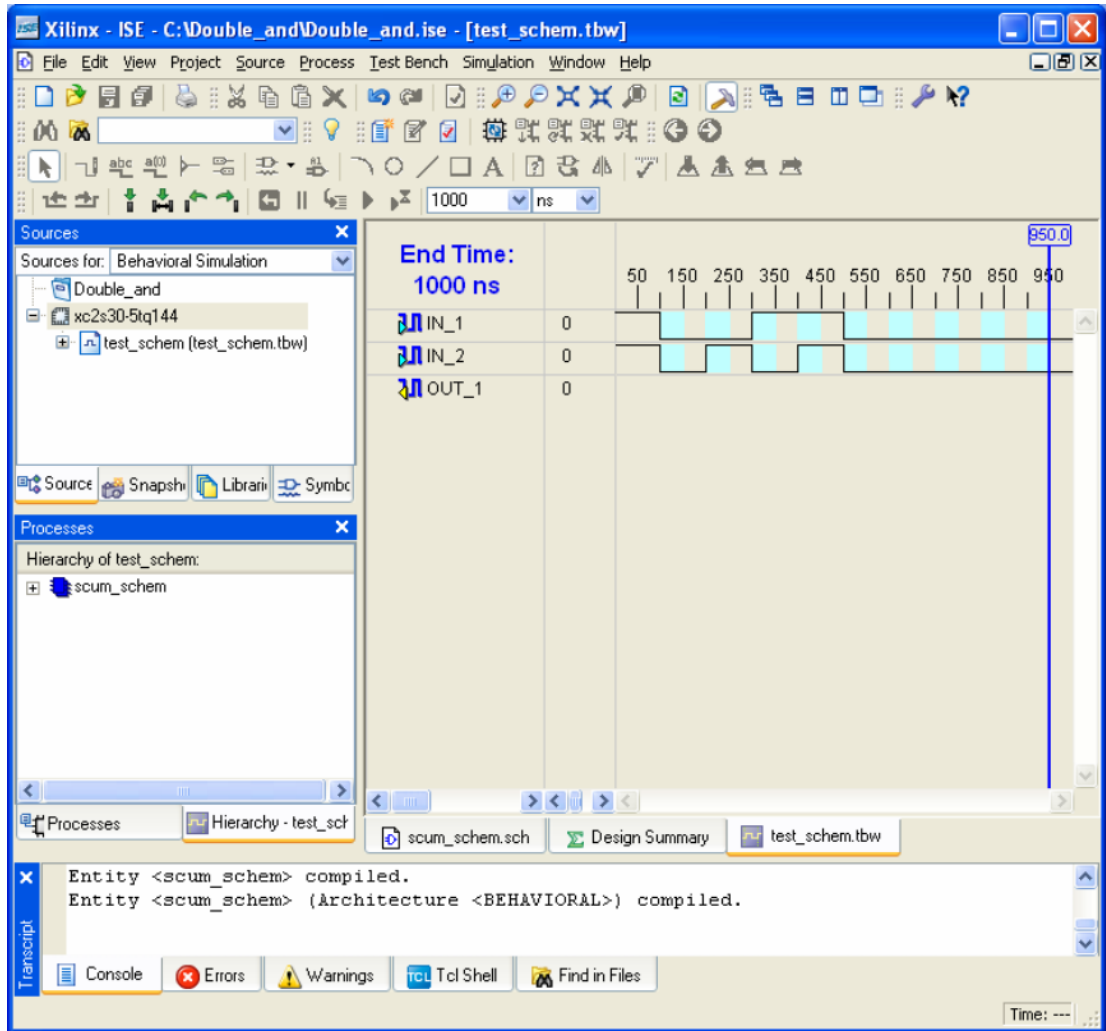 Xilinx - ISE - C:\Double_and\Double_and.ise - [test_schem.tbw]
File Edit View Project Source Process Test Bench Simulation Window Help
1000 ns
Sources
Sources for: Behavioral Simulation
Double_and
xc2s30-5tq144
test_schem (test_schem.tbw)
Source Snapsh Librari Symbo
Processes
Hierarchy of test_schem:
scum_schem
Processes Hierarchy - test_sch
950.0
End Time:
1000 ns
50 150 250 350 450 550 650 750 850 950
IN_1 0
IN_2 0
OUT_1 0
scum_schem.sch Design Summary test_schem.tbw
Transcript
Entity <scum_schem> compiled.
Entity <scum_schem> (Architecture <BEHAVIORAL>) compiled.
Console Errors Warnings TCL Tcl Shell Find in Files
Time: ---